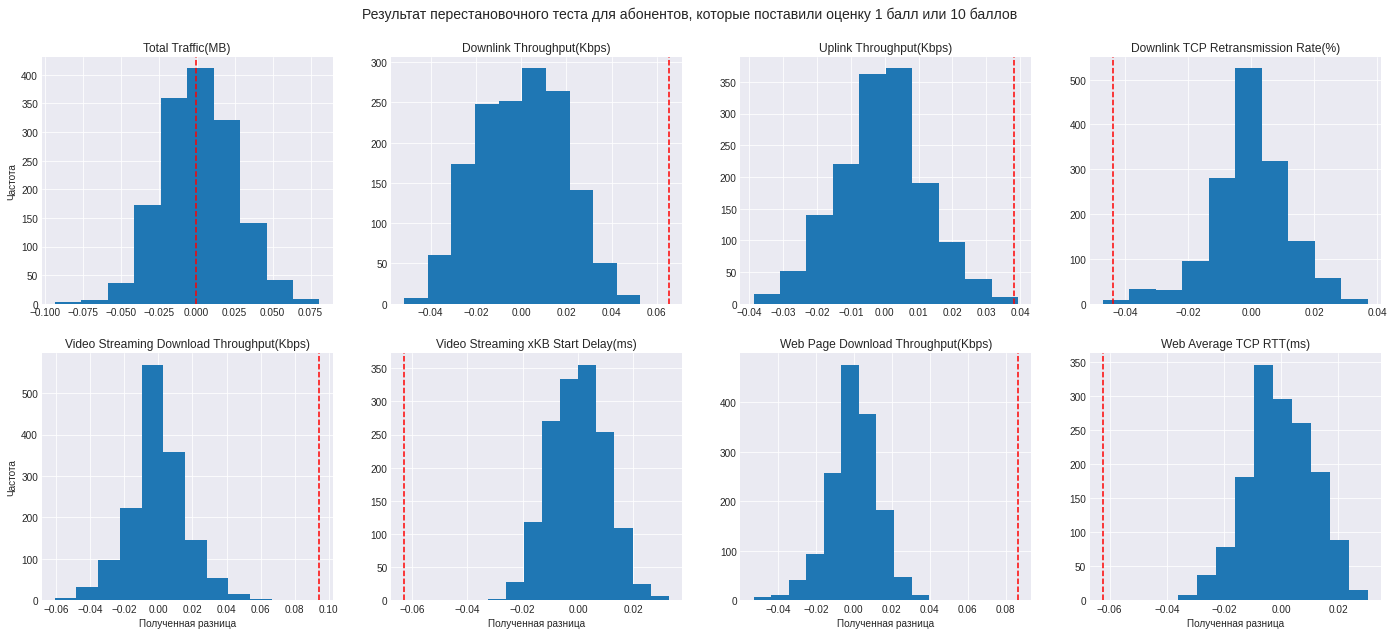 Результат перестановочного теста для абонентов, которые поставили оценку 1 балл или 10 баллов
Total Traffic(MB)
Downlink Throughput(Kbps)
Uplink Throughput(Kbps)
Downlink TCP Retransmission Rate(%)
Частота
400
350
300
250
200
150
100
50
0
−0.100 −0.075 −0.050 −0.025 0.000 0.025 0.050 0.075
300
250
200
150
100
50
0
−0.04 −0.02 0.00 0.02 0.04 0.06
350
300
250
200
150
100
50
0
−0.04 −0.03 −0.02 −0.01 0.00 0.01 0.02 0.03 0.04
500
400
300
200
100
0
−0.04 −0.02 0.00 0.02 0.04
Video Streaming Download Throughput(Kbps)
Video Streaming xKB Start Delay(ms)
Web Page Download Throughput(Kbps)
Web Average TCP RTT(ms)
Частота
500
400
300
200
100
0
−0.06 −0.04 −0.02 0.00 0.02 0.04 0.06 0.08 0.10
Полученная разница
350
300
250
200
150
100
50
0
−0.06 −0.04 −0.02 0.00 0.02
Полученная разница
400
300
200
100
0
−0.04 −0.02 0.00 0.02 0.04 0.06 0.08
Полученная разница
350
300
250
200
150
100
50
0
−0.06 −0.04 −0.02 0.00 0.02
Полученная разница